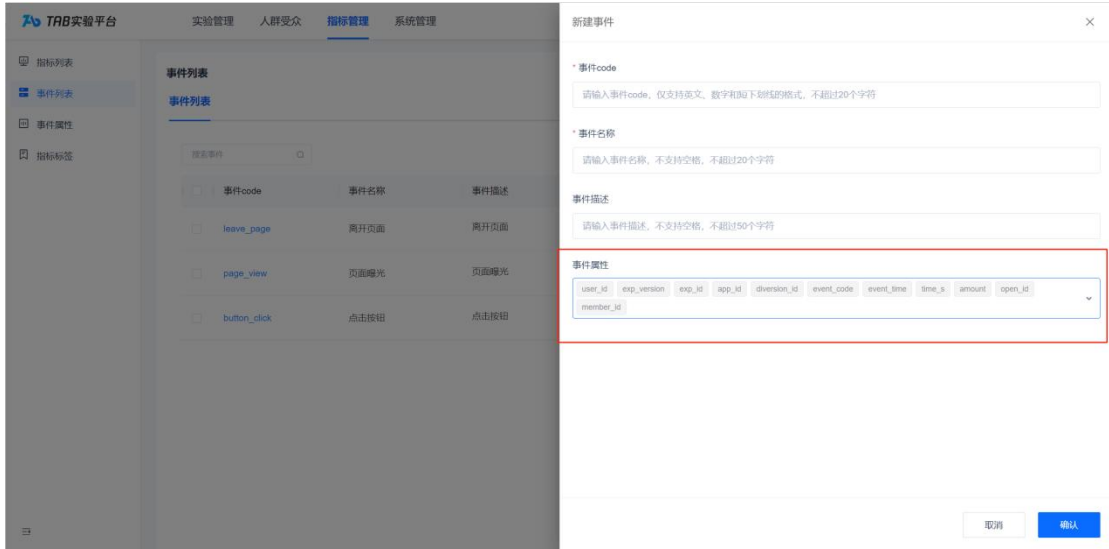 TAB实验平台
实验管理 人群受众 指标管理 系统管理
指标列表
事件列表
事件属性
指标标签
事件列表
事件列表
搜索事件
事件code 事件名称 事件描述
leave_page 离开页面 离开页面
page_view 页面曝光 页面曝光
button_click 点击按钮 点击按钮
新建事件
* 事件code
请输入事件code，仅支持英文、数字和短下划线的格式，不超过20个字符
* 事件名称
请输入事件名称，不支持空格，不超过20个字符
事件描述
请输入事件描述，不支持空格，不超过50个字符
事件属性
user_id exp_version exp_id app_id diversion_id event_code event_time time_s amount open_id
member_id
取消 确认